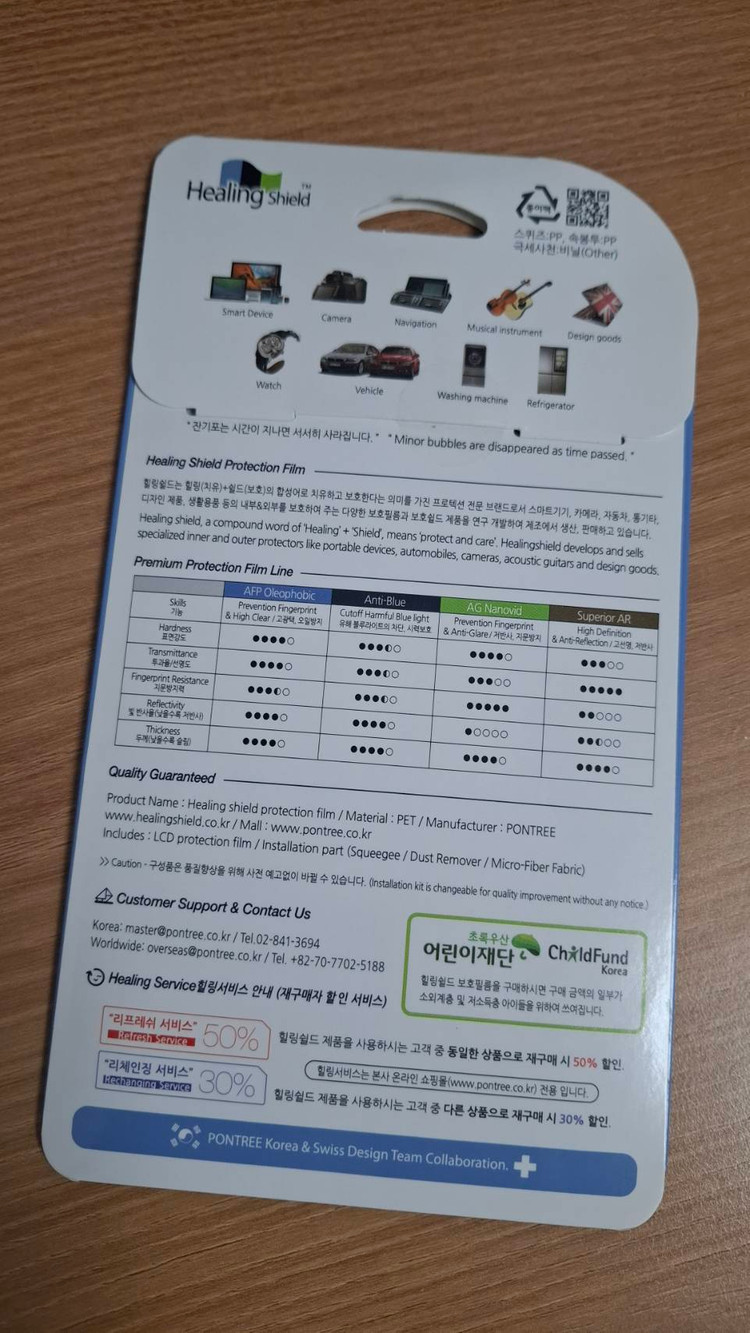 Healing Shield™
종이팩
스퀴즈:PP, 속봉투:PP
극세사천:비닐(Other)
Smart Device
Camera
Navigation
Musical instrument
Design goods
Watch
Vehicle
Washing machine
Refrigerator
"잔기포는 시간이 지나면 서서히 사라집니다." "Minor bubbles are disappeared as time passed."
Healing Shield Protection Film
힐링쉴드는 힐링(치유)+쉴드(보호)의 합성어로 치유하고 보호한다는 의미를 가진 프로텍션 전문 브랜드로서 스마트기기, 카메라, 자동차, 통기타,
디자인 제품, 생활용품 등의 내부&외부를 보호하여 주는 다양한 보호필름과 보호쉴드 제품을 연구 개발하여 제조에서 생산, 판매하고 있습니다.
Healing shield, a compound word of 'Healing' + 'Shield', means 'protect and care'. Healingshield develops and sells
specialized inner and outer protectors like portable devices, automobiles, cameras, acoustic guitars and design goods.
Premium Protection Film Line
AFP Oleophobic Anti-Blue AG Nanovid Superior AR
Skills
기능
Prevention Fingerprint
& High Clear / 고광택, 오일방지
Cutoff Harmful Blue light
유해 블루라이트의 차단, 시력보호
Prevention Fingerprint
& Anti-Glare / 저반사, 지문방지
High Definition
& Anti-Reflection / 고선명, 저반사
Hardness
표면강도
●●●●○ ●●●◐○ ●●●●○ ●●●○○
Transmittance
투과율/선명도
●●●●○ ●●●◐○ ●●●○○ ●●●●●
Fingerprint Resistance
지문방지력
●●●◐○ ●●●◐○ ●●●●● ●●○○○
Reflectivity
및 반사율(낮을수록 저반사)
●●●●○ ●●●●○ ●○○○○ ●●◐○○
Thickness
두께(낮을수록 슬림)
●●●●○ ●●●●○ ●●●●○ ●●●●○
Quality Guaranteed
Product Name : Healing shield protection film / Material : PET / Manufacturer : PONTREE
www.healingshield.co.kr / Mall : www.pontree.co.kr
Includes : LCD protection film / Installation part (Squeegee / Dust Remover / Micro-Fiber Fabric)
>> Caution - 구성품은 품질향상을 위해 사전 예고없이 바뀔 수 있습니다. (Installation kit is changeable for quality improvement without any notice.)
Customer Support & Contact Us
Korea: master@pontree.co.kr / Tel.02-841-3694
Worldwide: overseas@pontree.co.kr / Tel. +82-70-7702-5188
초록우산
어린이재단 ChildFund
Korea
힐링쉴드 보호필름을 구매하시면 구매 금액의 일부가
소외계층 및 저소득층 아이들을 위하여 쓰여집니다.
Healing Service힐링서비스 안내 (재구매자 할인 서비스)
"리프레쉬 서비스"
Refresh Service 50%
힐링쉴드 제품을 사용하시는 고객 중 동일한 상품으로 재구매 시 50% 할인.
힐링서비스는 본사 온라인 쇼핑몰(www.pontree.co.kr) 전용 입니다.
"리체인징 서비스"
Rechanging Service 30%
힐링쉴드 제품을 사용하시는 고객 중 다른 상품으로 재구매 시 30% 할인.
PONTREE Korea & Swiss Design Team Collaboration.